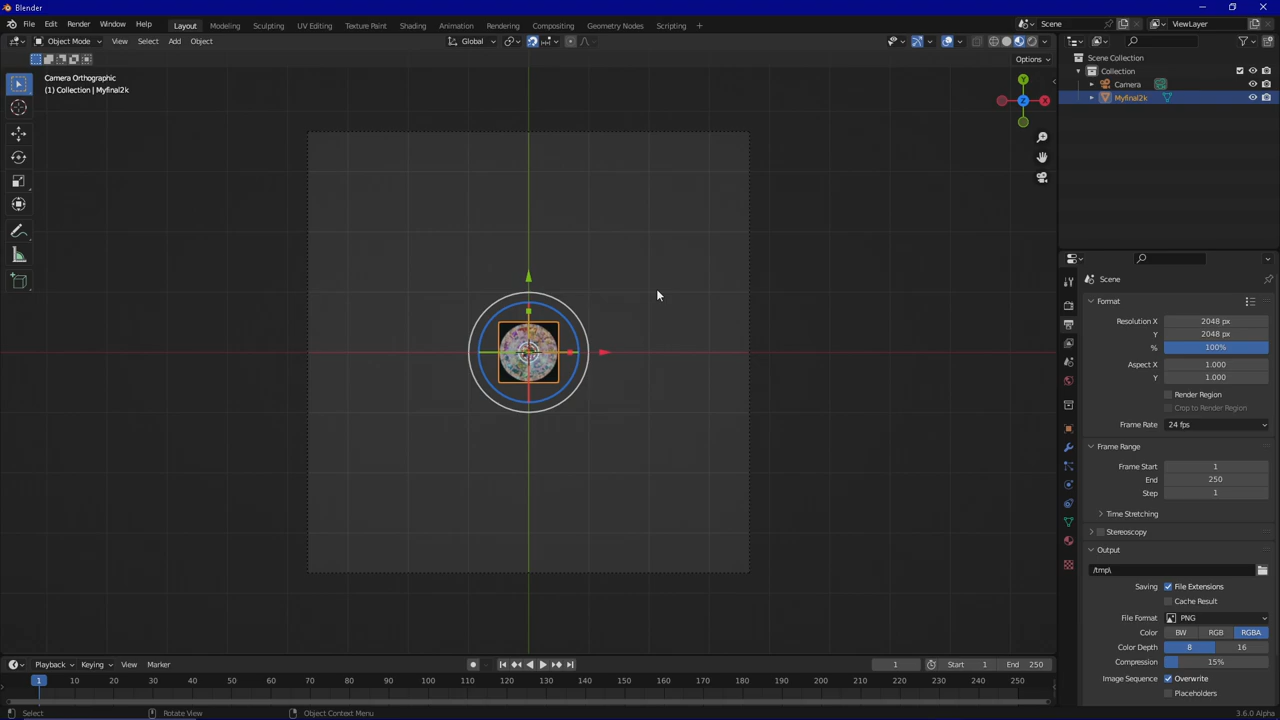 Blender
File Edit Render Window Help
Layout Modeling Sculpting UV Editing Texture Paint Shading Animation Rendering Compositing Geometry Nodes Scripting +
Scene
ViewLayer
Object Mode View Select Add Object
Global
Options
Camera Orthographic
(1) Collection | Myfinal2k
Y
Z
X
Scene Collection
Collection
Camera
Myfinal2k
Scene
Format
Resolution X 2048 px
Y 2048 px
% 100%
Aspect X 1.000
Y 1.000
Render Region
Crop to Render Region
Frame Rate 24 fps
Frame Range
Frame Start 1
End 250
Step 1
Time Stretching
Stereoscopy
Output
/tmp\
Saving File Extensions
Cache Result
File Format PNG
Color BW RGB RGBA
Color Depth 8 16
Compression 15%
Image Sequence Overwrite
Placeholders
Playback Keying View Marker
1 Start 1 End 250
1 10 20 30 40 50 60 70 80 90 100 110 120 130 140 150 160 170 180 190 200 210 220 230 240 250
Select Rotate View Object Context Menu 3.6.0 Alpha